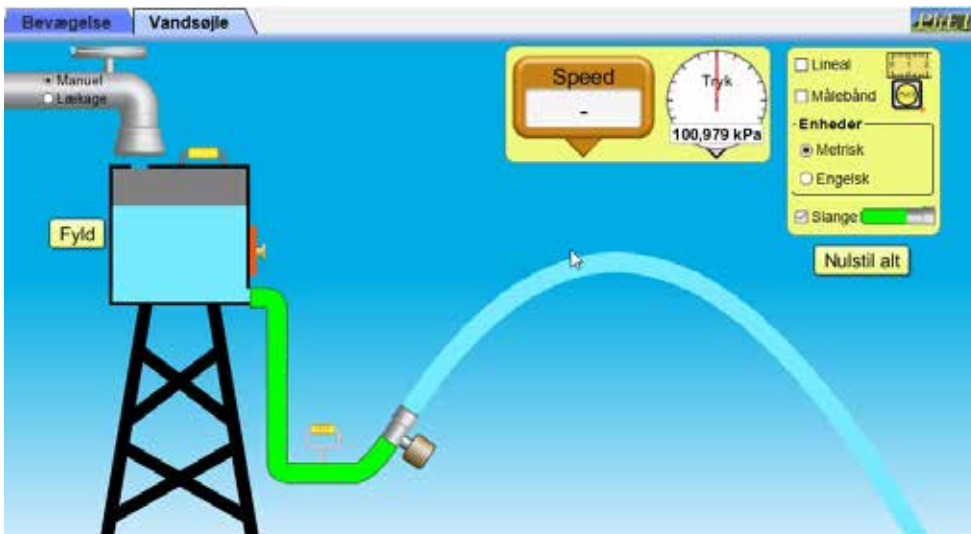 Bevægelse
Vandsøjle
Manuel
Lækage
Fyld
Speed
-
Tryk
100,979 kPa
Lineal
Målebånd
Enheder
Metrisk
Engelsk
Slange
Nulstil alt